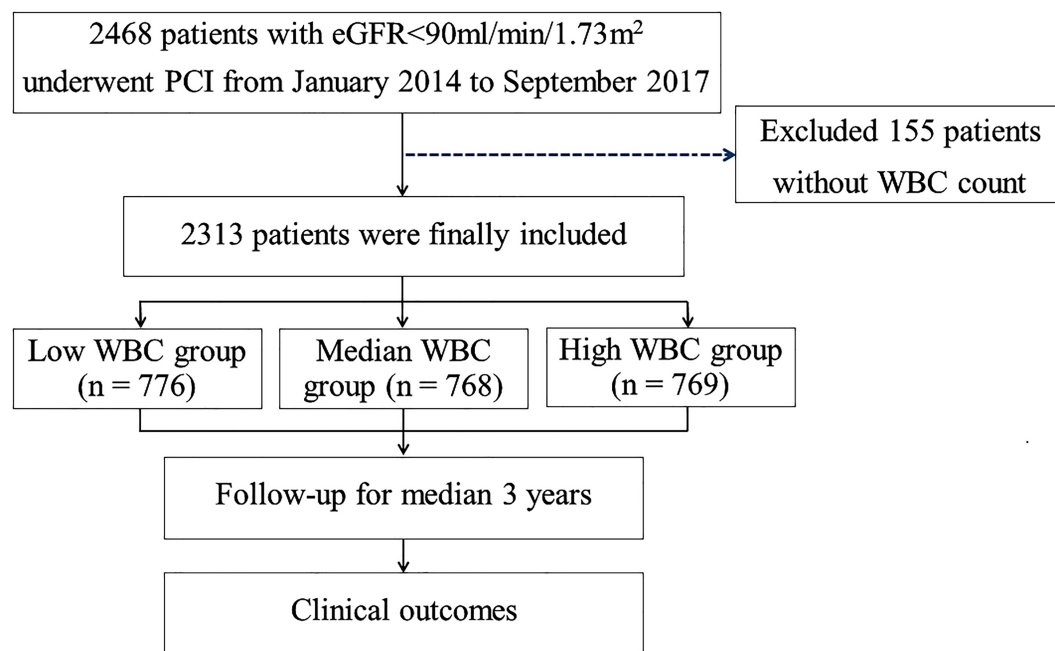 2468 patients with eGFR<90ml/min/1.73m²
underwent PCI from January 2014 to September 2017
Excluded 155 patients
without WBC count
2313 patients were finally included
Low WBC group
(n = 776)
Median WBC
group (n = 768)
High WBC group
(n = 769)
Follow-up for median 3 years
Clinical outcomes